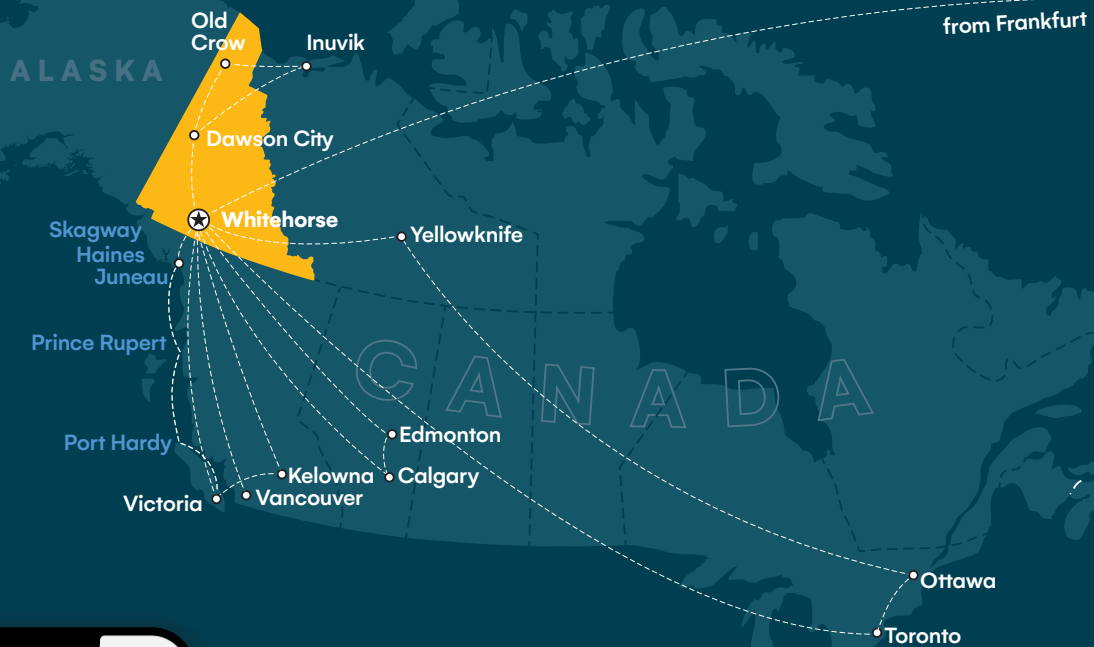 Old
Crow
Inuvik
from Frankfurt
ALASKA
Dawson City
Whitehorse
Skagway
Haines
Juneau
Yellowknife
Prince Rupert
CANADA
Port Hardy
Edmonton
Kelowna
Calgary
Victoria
Vancouver
Ottawa
Toronto